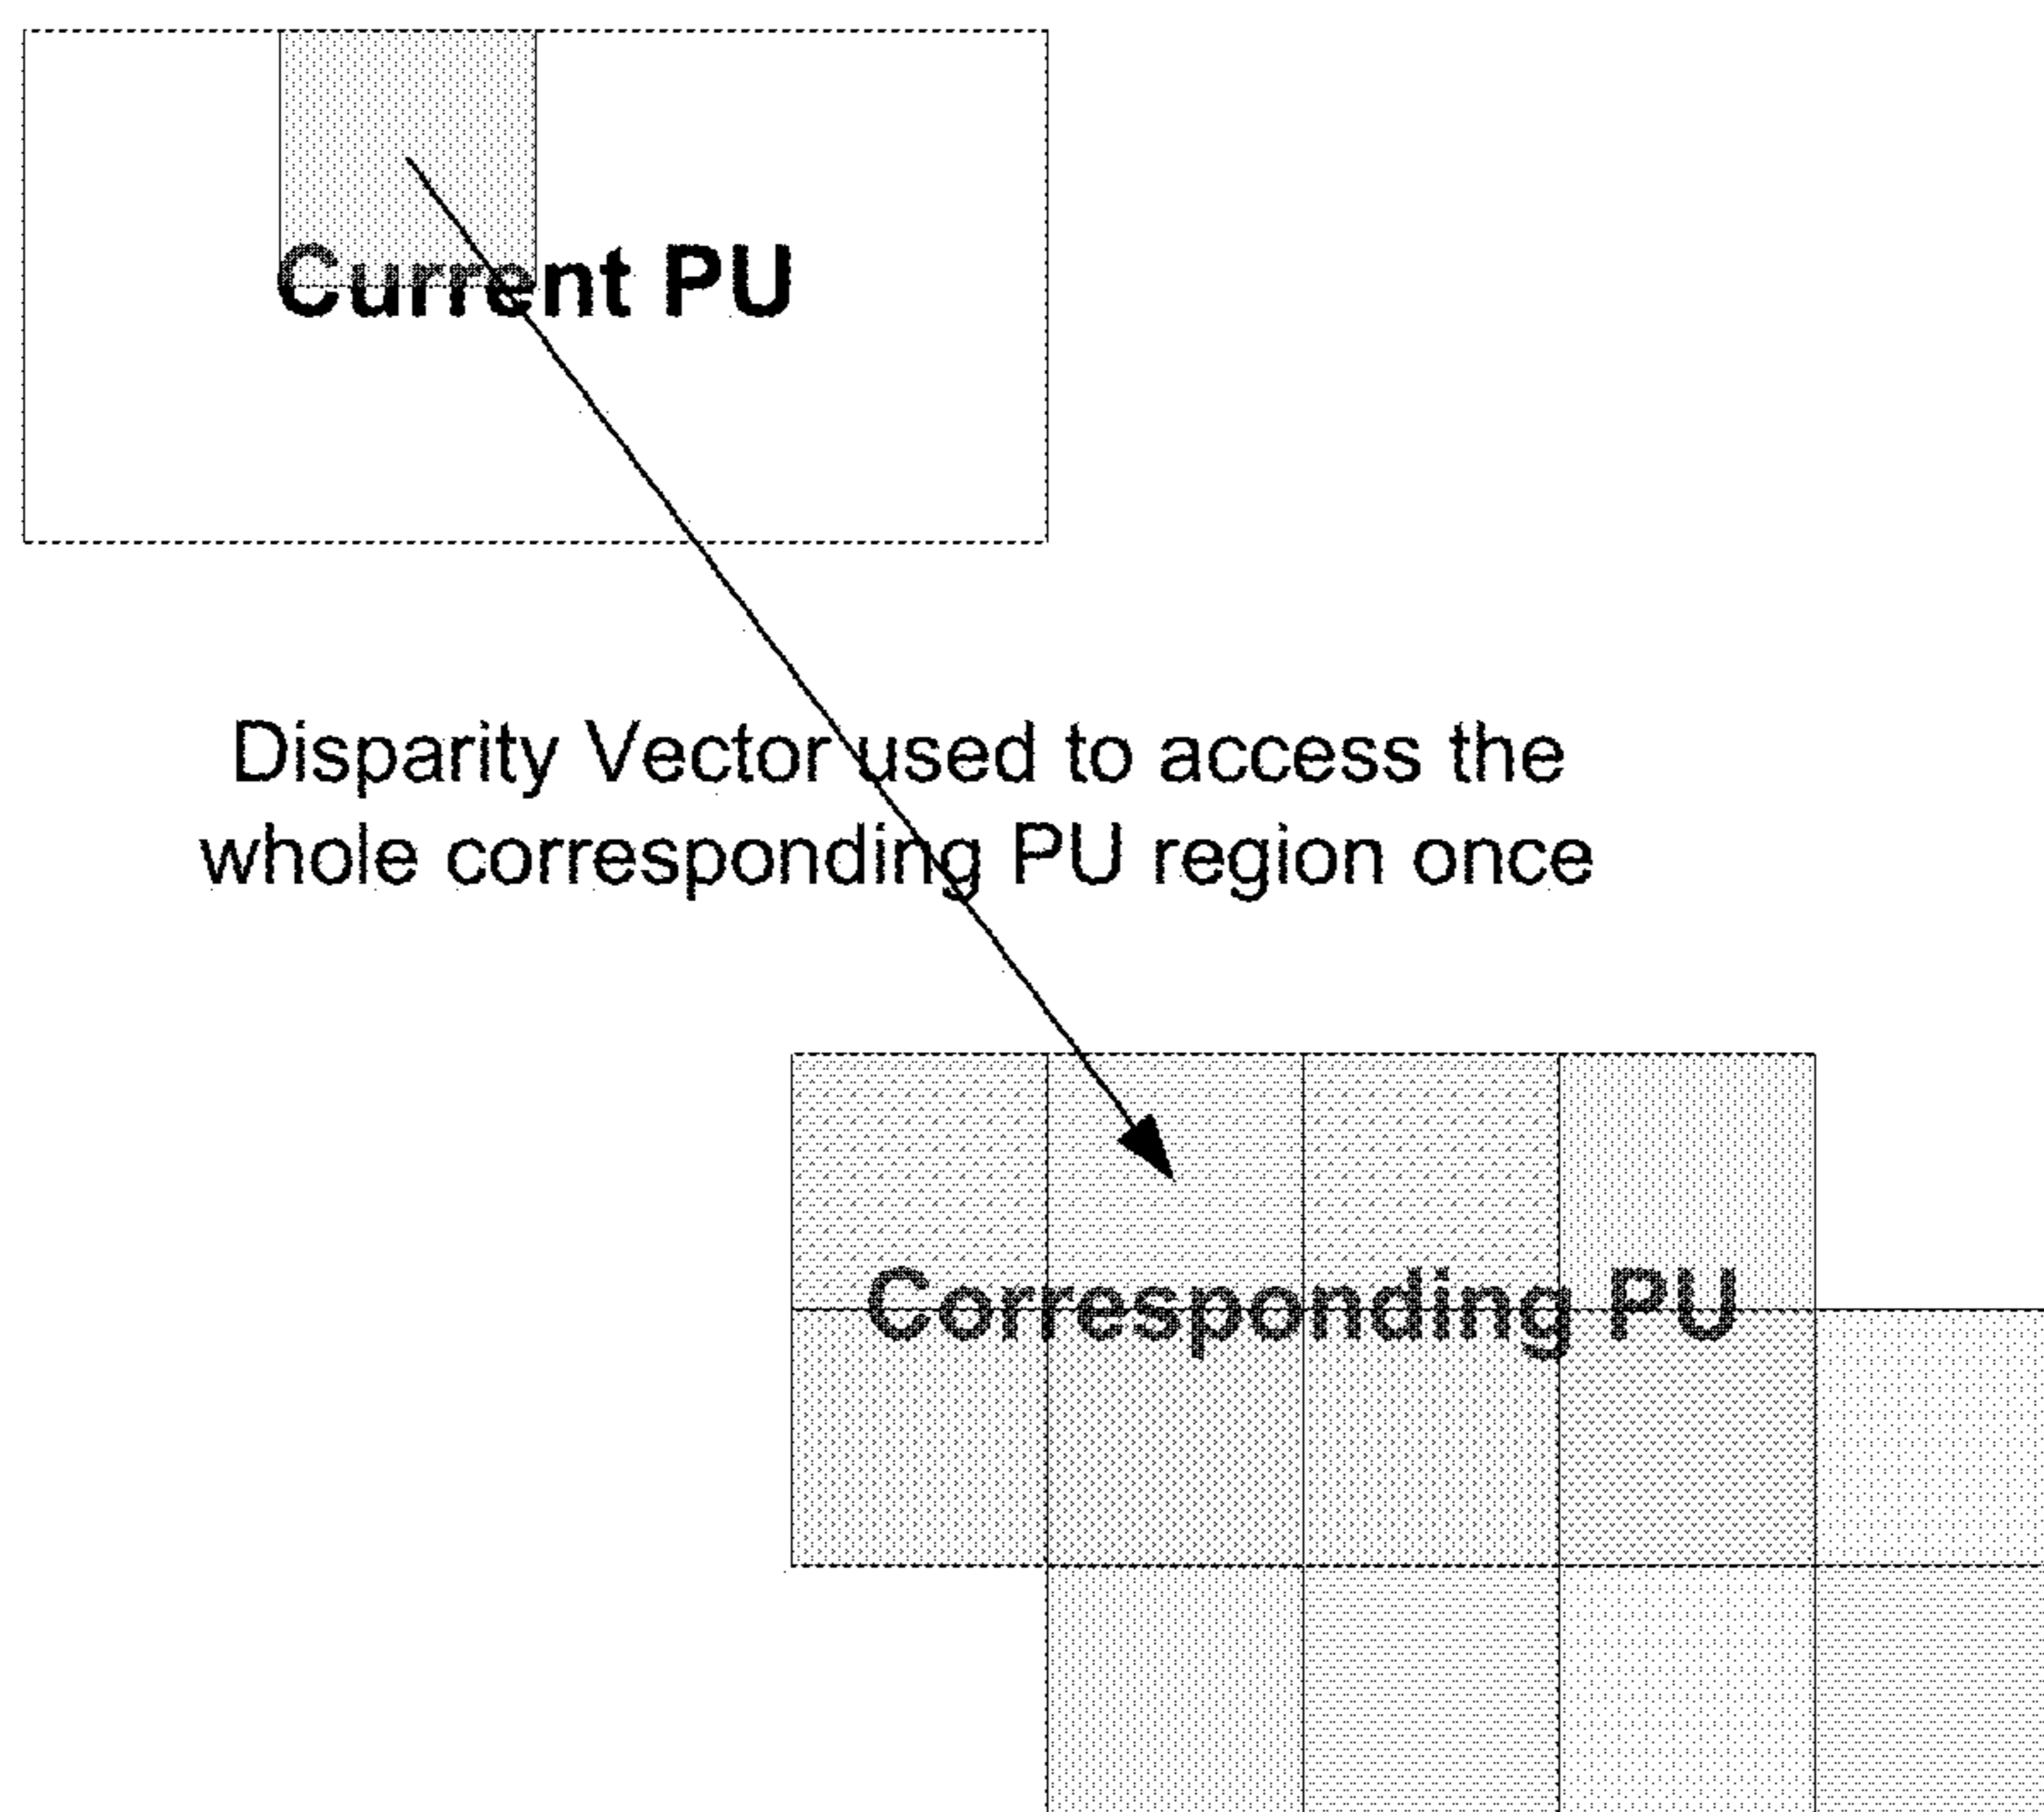 Current PU
Disparity Vector used to access the
whole corresponding PU region once
Corresponding PU